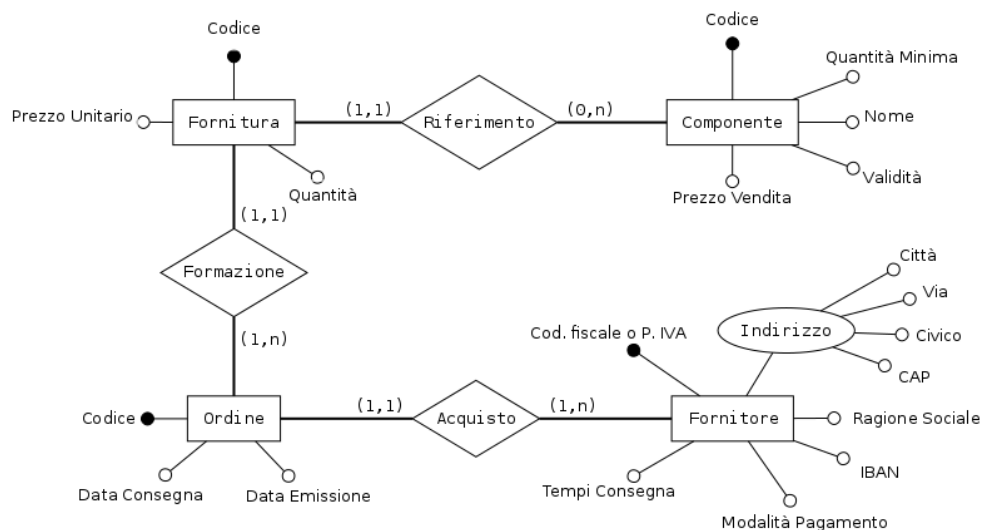 Codice
Codice
Quantità Minima
Prezzo Unitario
Fornitura
(1,1)
Riferimento
(0,n)
Componente
Nome
Validità
Quantità
Prezzo Vendita
(1,1)
Formazione
Città
Via
Indirizzo
Civico
CAP
(1,n)
Cod. fiscale o P. IVA
Codice
Ordine
(1,1)
Acquisto
(1,n)
Fornitore
Ragione Sociale
IBAN
Data Consegna
Data Emissione
Tempi Consegna
Modalità Pagamento